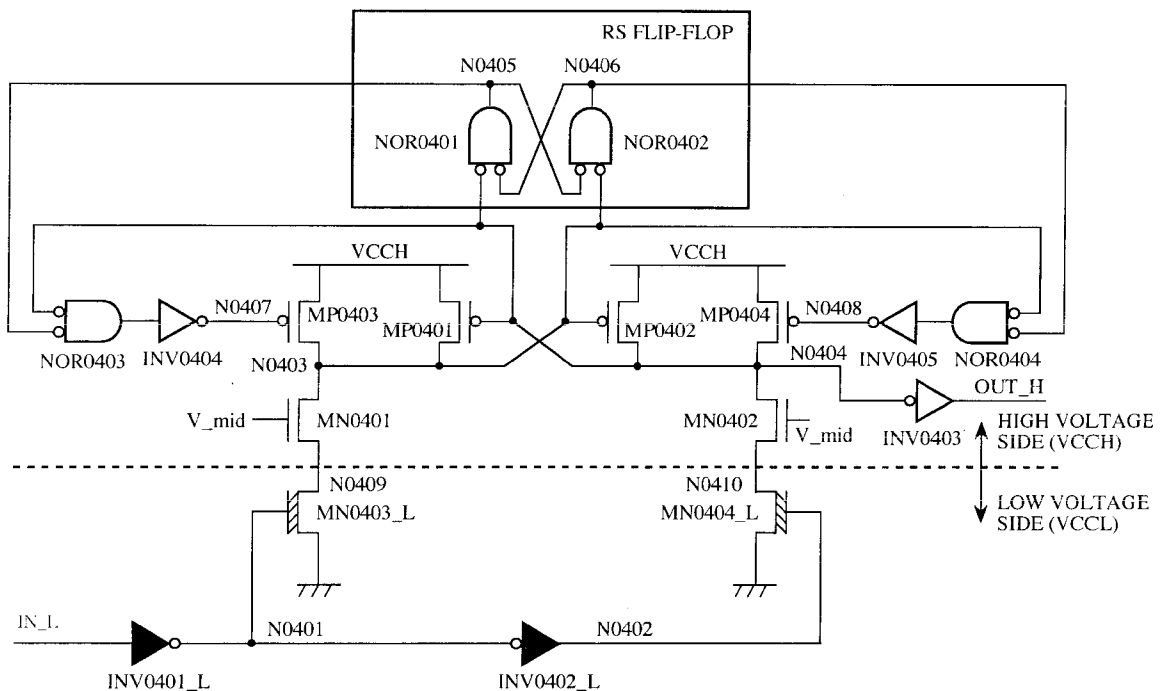 RS FLIP-FLOP
N0405
N0406
NOR0401
NOR0402
VCCH
VCCH
N0407
MP0403
MP0401
MP0402
MP0404
N0408
NOR0403
INV0404
N0403
N0404
INV0405
NOR0404
OUT_H
V_mid
MN0401
MN0402
V_mid
INV0403
HIGH VOLTAGE
SIDE (VCCH)
N0409
N0410
MN0403_L
MN0404_L
LOW VOLTAGE
SIDE (VCCL)
IN_L
N0401
N0402
INV0401_L
INV0402_L